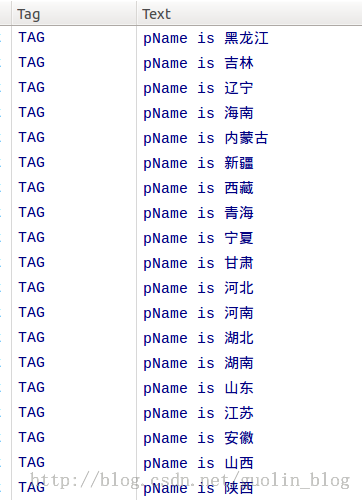 Tag Text
TAG pName is 黑龙江
TAG pName is 吉林
TAG pName is 辽宁
TAG pName is 海南
TAG pName is 内蒙古
TAG pName is 新疆
TAG pName is 西藏
TAG pName is 青海
TAG pName is 宁夏
TAG pName is 甘肃
TAG pName is 河北
TAG pName is 河南
TAG pName is 湖北
TAG pName is 湖南
TAG pName is 山东
TAG pName is 江苏
TAG pName is 安徽
TAG pName is 山西
http://blog.csdn.net/guolin_blog
TAG pName is 陕西